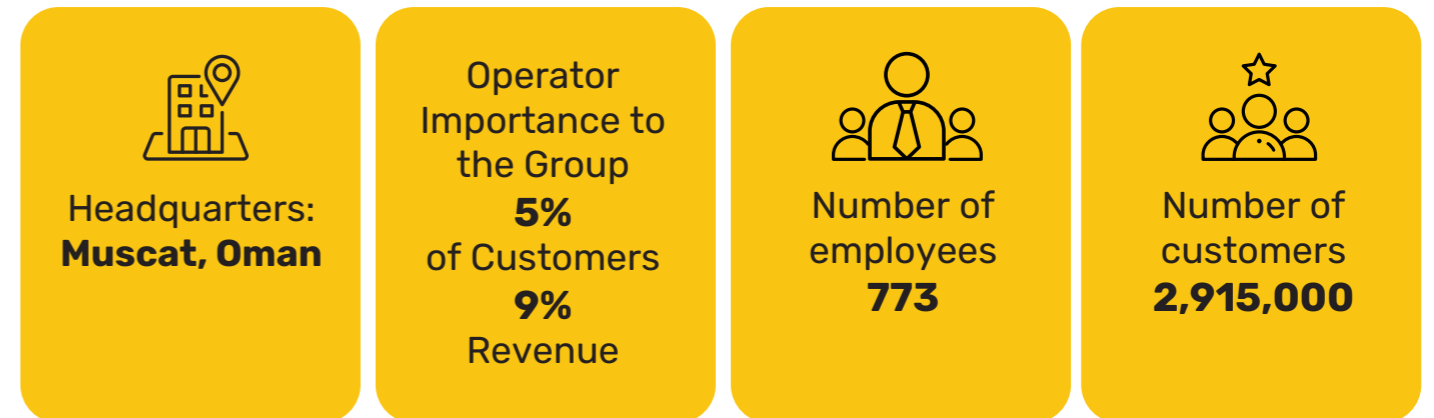 Headquarters:
Muscat, Oman
Operator
Importance to
the Group
5%
of Customers
9%
Revenue
Number of
employees
773
Number of
customers
2,915,000